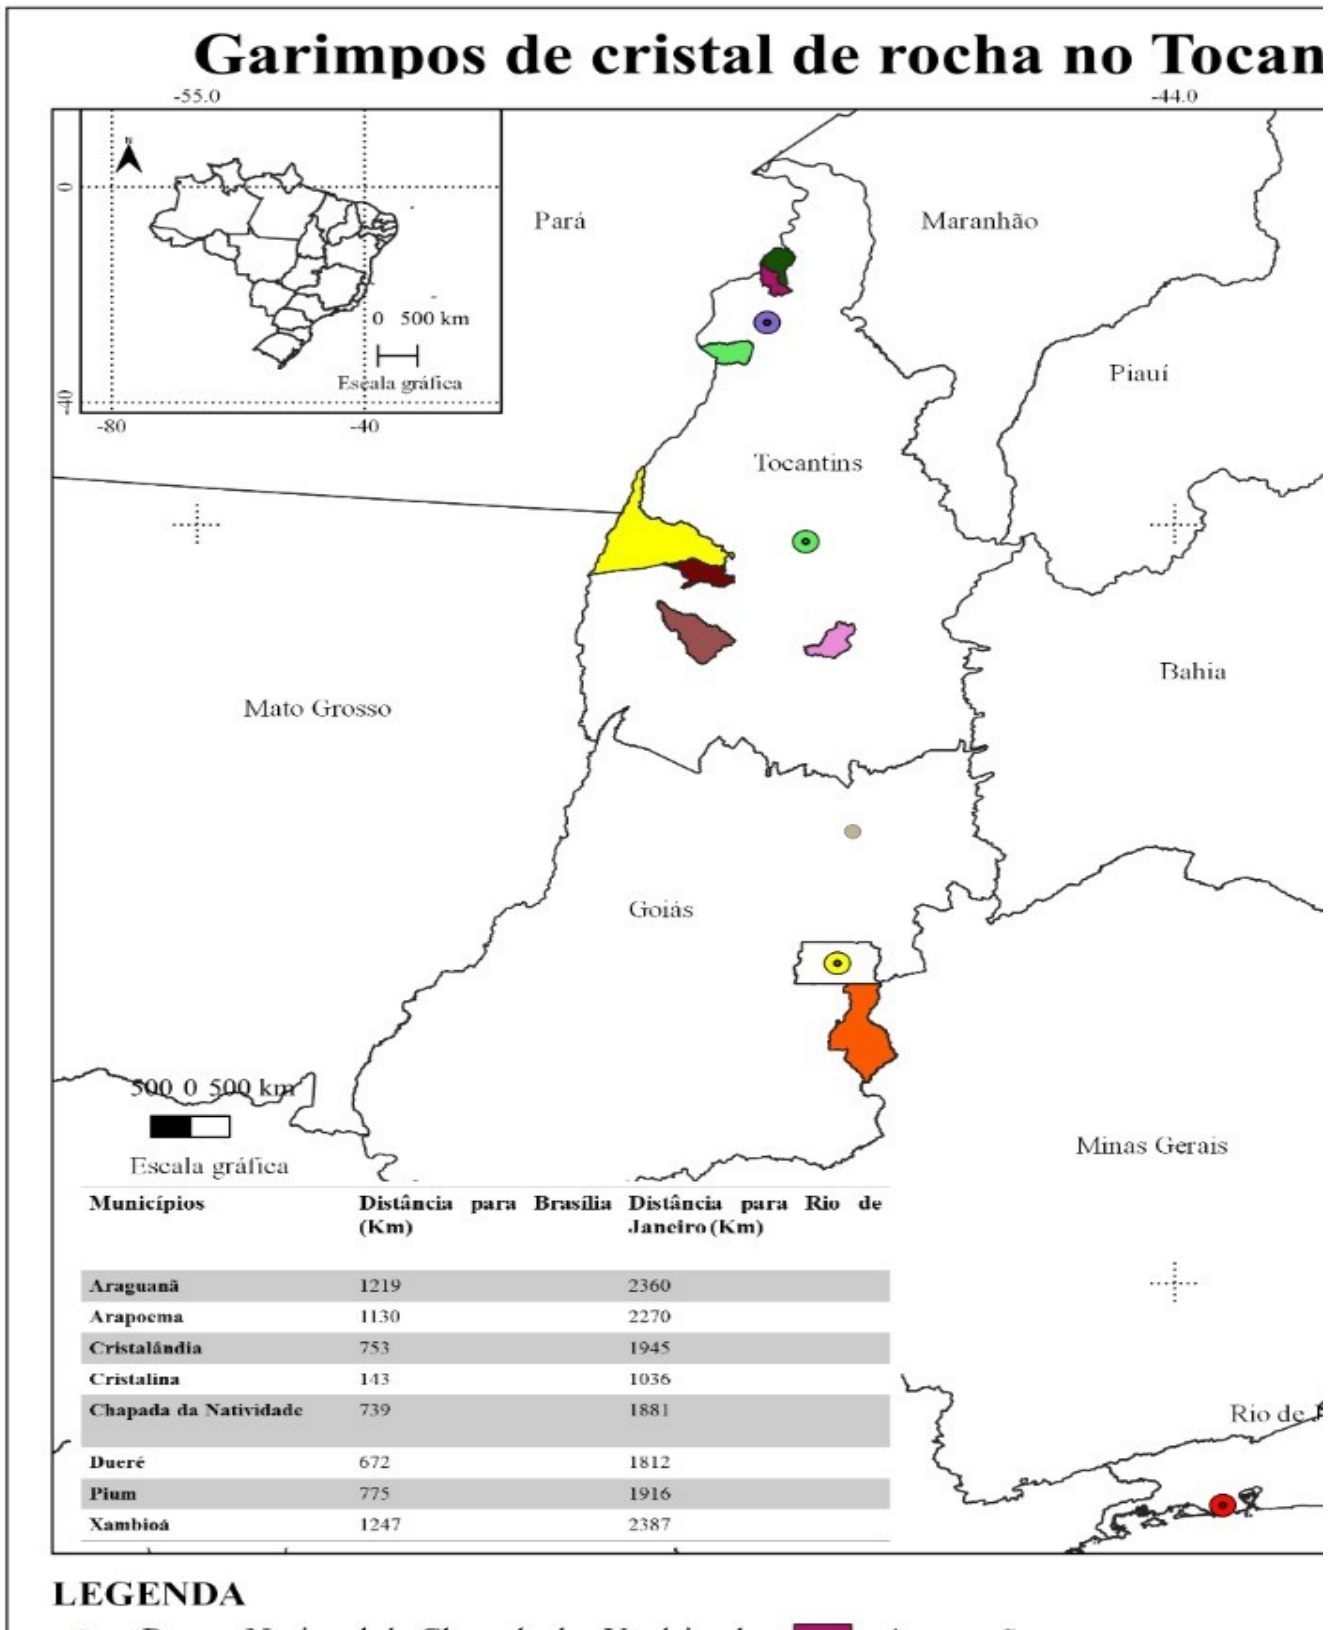 Garimpos de cristal de rocha no Tocan
-55.0
-44.0
N
0
-40
-80
-40
0 500 km
Escala gráfica
Pará
Maranhão
Piauí
Tocantins
Mato Grosso
Bahia
Goiás
Minas Gerais
Rio de J
500 0 500 km
Escala gráfica
Municípios Distância para Brasília Distância para Rio de
(Km) Janeiro (Km)
Araguanã 1219 2360
Arapoema 1130 2270
Cristalândia 753 1945
Cristalina 143 1036
Chapada da Natividade 739 1881
Dueré 672 1812
Pium 775 1916
Xambioá 1247 2387
LEGENDA